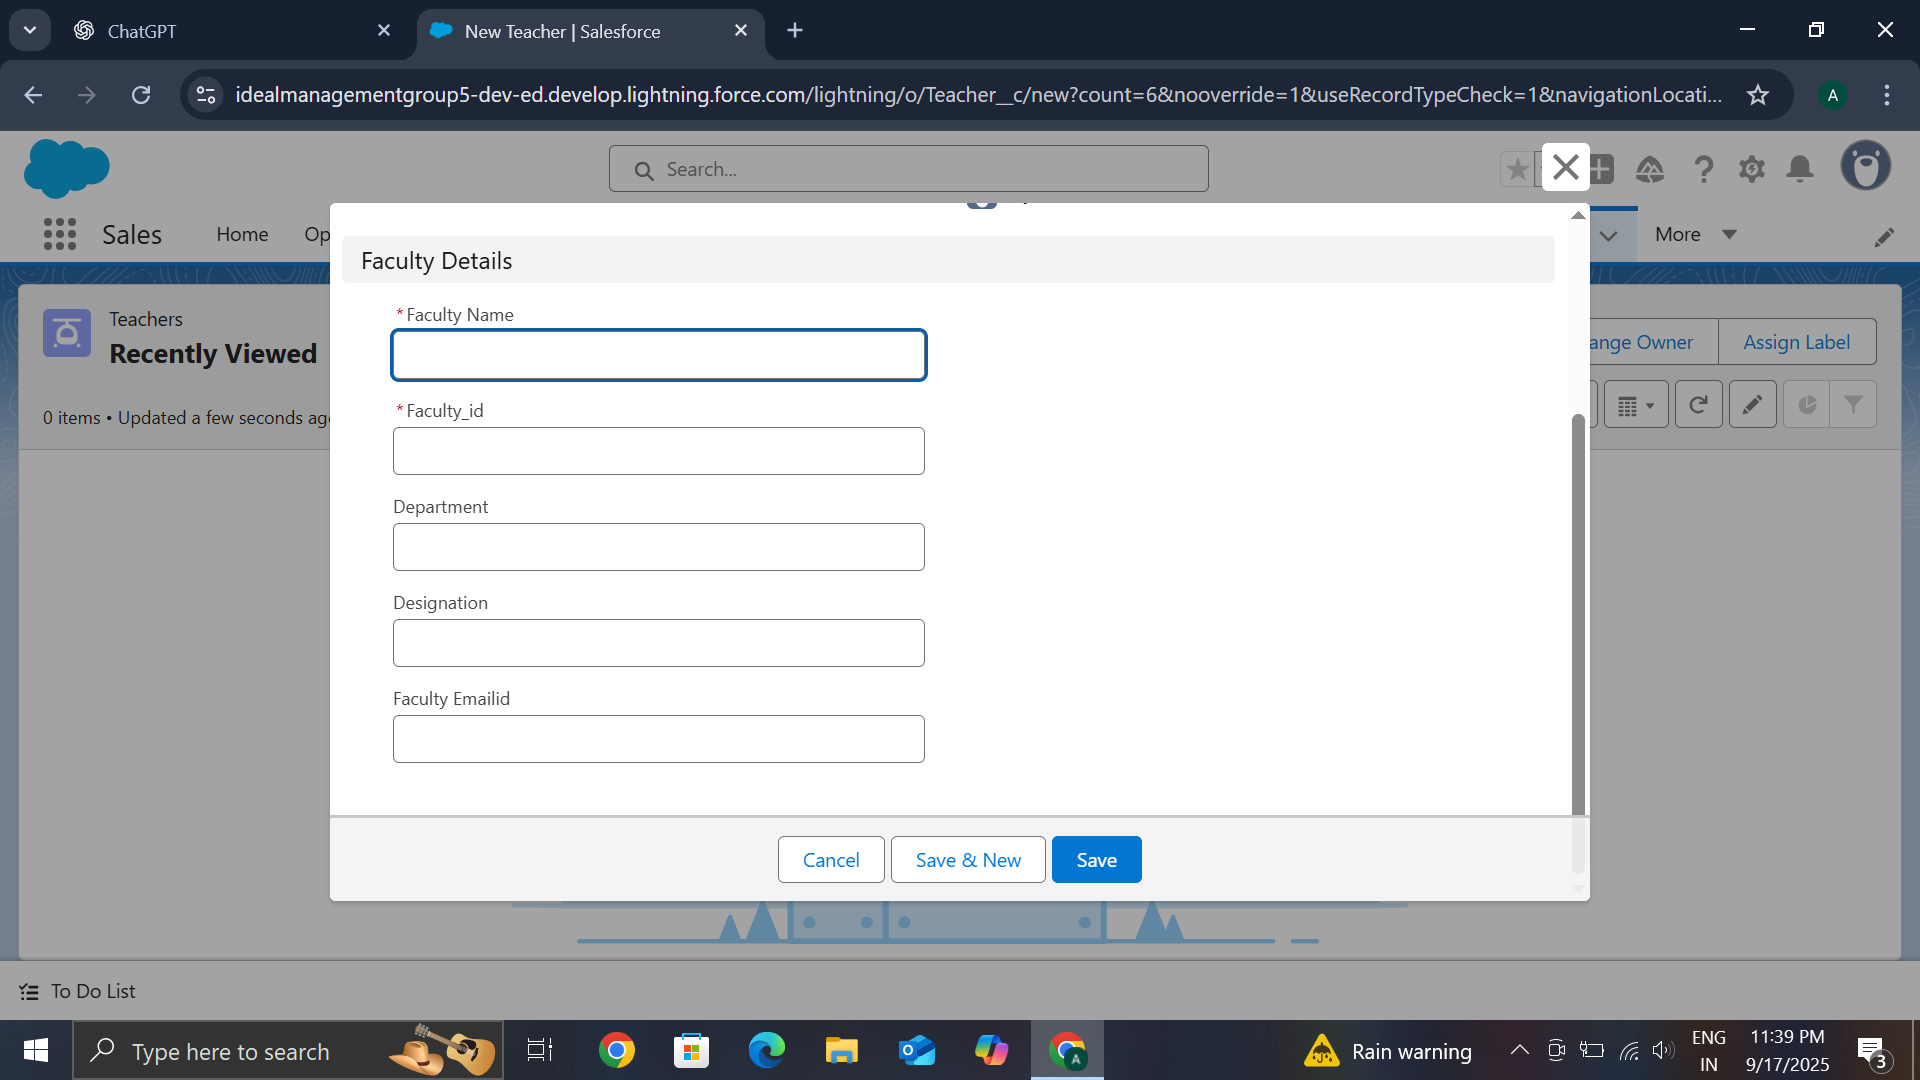 ChatGPT
New Teacher | Salesforce
idealmanagementgroup5-dev-ed.develop.lightning.force.com/lightning/o/Teacher__c/new?count=6&nooverride=1&useRecordTypeCheck=1&navigationLocati...
A
Search...
Sales
Home
Op
More
Teachers
Recently Viewed
0 items • Updated a few seconds ago
ange Owner
Assign Label
Faculty Details
*Faculty Name
*Faculty_id
Department
Designation
Faculty Emailid
Cancel
Save & New
Save
To Do List
Type here to search
A
Rain warning
ENG
IN
11:39 PM
9/17/2025
3